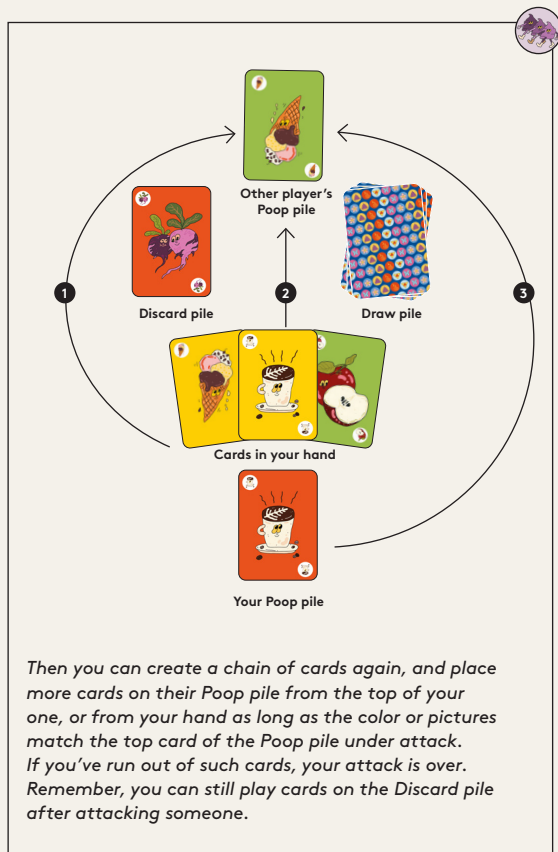 Other player's
Poop pile
1
2
3
Discard pile
Draw pile
Cards in your hand
Your Poop pile
Then you can create a chain of cards again, and place
more cards on their Poop pile from the top of your
one, or from your hand as long as the color or pictures
match the top card of the Poop pile under attack.
If you've run out of such cards, your attack is over.
Remember, you can still play cards on the Discard pile
after attacking someone.